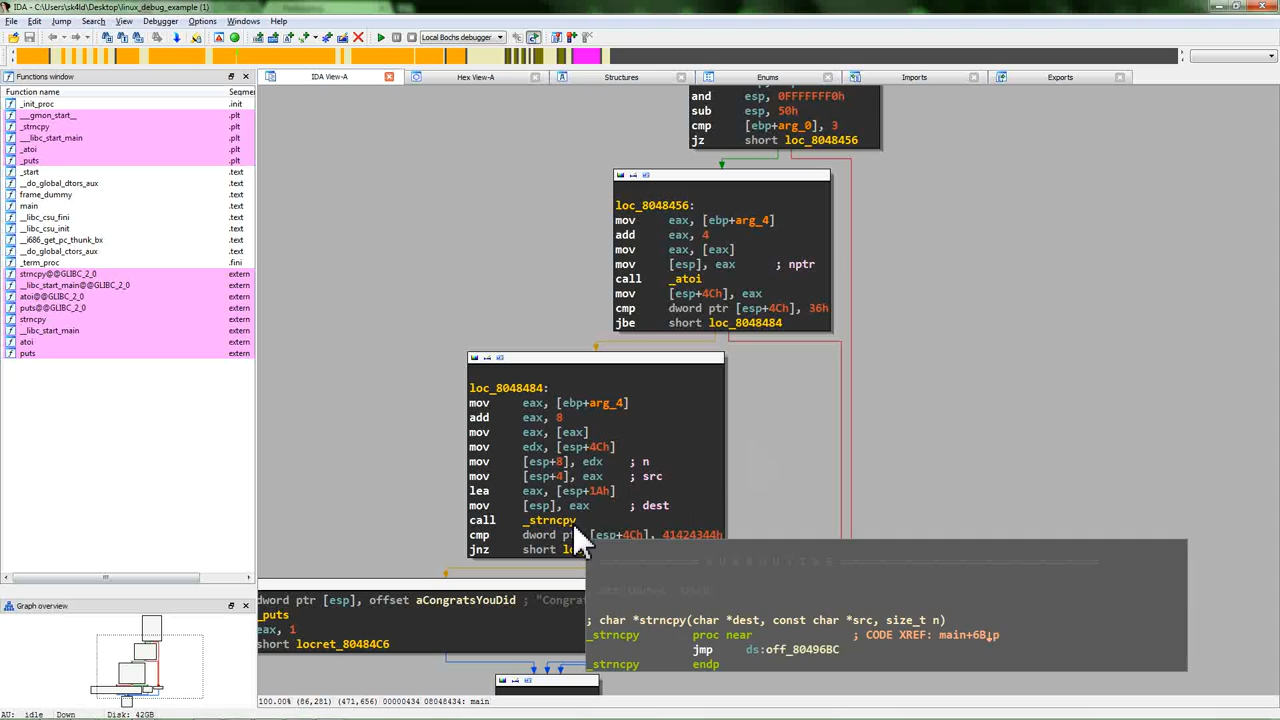 IDA - C:\Users\sk4ld\Desktop\linux_debug_example (1)
File Edit Jump Search View Debugger Options Windows Help
Local Bochs debugger
Functions window
IDA View-A
Hex View-A
Structures
Enums
Imports
Exports
Function name
_init_proc .init
___gmon_start__ .plt
_strncpy .plt
___libc_start_main .plt
_atoi .plt
_puts .plt
_start .text
__do_global_dtors_aux .text
frame_dummy .text
main .text
__libc_csu_fini .text
__libc_csu_init .text
__i686_get_pc_thunk_bx .text
__do_global_ctors_aux .text
_term_proc .fini
strncpy@@GLIBC_2_0 extern
__libc_start_main@@GLIBC_2_0 extern
atoi@@GLIBC_2_0 extern
puts@@GLIBC_2_0 extern
strncpy extern
__libc_start_main extern
atoi extern
puts extern
and esp, 0FFFFFFF0h
sub esp, 50h
cmp [ebp+arg_0], 3
jz short loc_8048456
loc_8048456:
mov eax, [ebp+arg_4]
add eax, 4
mov eax, [eax]
mov [esp], eax ; nptr
call _atoi
mov [esp+4Ch], eax
cmp dword ptr [esp+4Ch], 36h
jbe short loc_8048484
loc_8048484:
mov eax, [ebp+arg_4]
add eax, 8
mov eax, [eax]
mov edx, [esp+4Ch]
mov [esp+8], edx ; n
mov [esp+4], eax ; src
lea eax, [esp+1Ah]
mov [esp], eax ; dest
call _strncpy
cmp dword pt [esp+4Ch], 41424344h
jnz short
dword ptr [esp], offset aCongratsYouDid ; "Congra
_puts
eax, 1
short locret_80484C6
; char *strncpy(char *dest, const char *src, size_t n)
_strncpy proc near ; CODE XREF: main+6B↓p
jmp ds:off_80496BC
_strncpy endp
Graph overview
100.00% (86,281) (471,656) 00000434 08048434: main
AU: idle Down Disk: 42GB